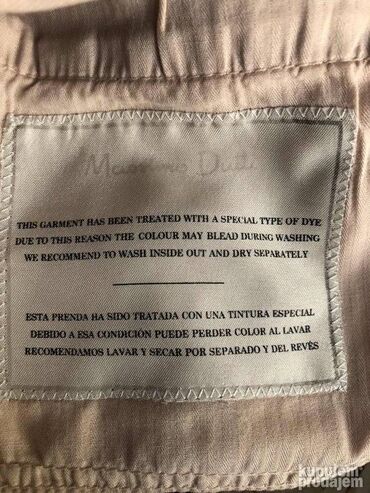 Massimo Dutti
THIS GARMENT HAS BEEN TREATED WITH A SPECIAL TYPE OF DYE
DUE TO THIS REASON THE COLOUR MAY BLEAD DURING WASHING
WE RECOMMEND TO WASH INSIDE OUT AND DRY SEPARATELY
ESTA PRENDA HA SIDO TRATADA CON UNA TINTURA ESPECIAL
DEBIDO A ESA CONDICIÓN PUEDE PERDER COLOR AL LAVAR
RECOMENDAMOS LAVAR Y SECAR POR SEPARADO Y DEL REVÉS
kupujem
prodajem